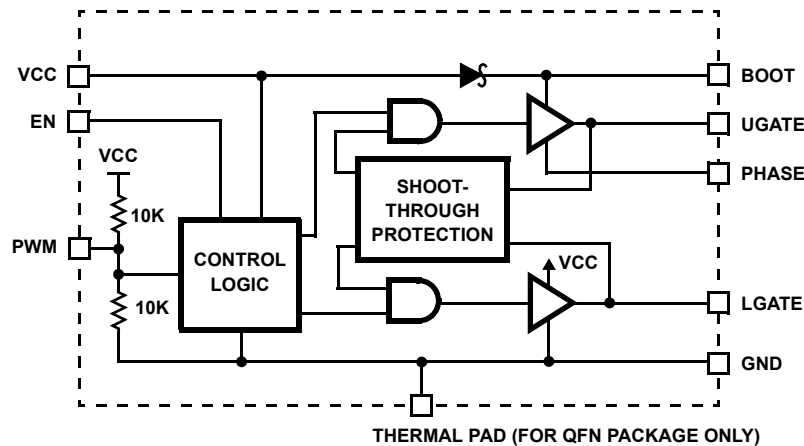 VCC
BOOT
EN
UGATE
VCC
PHASE
SHOOT-
THROUGH
PROTECTION
10K
PWM
CONTROL
LOGIC
VCC
10K
LGATE
GND
THERMAL PAD (FOR QFN PACKAGE ONLY)